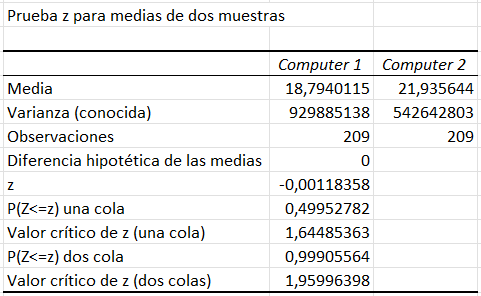 Prueba z para medias de dos muestras
Computer 1 Computer 2
Media 18,7940115 21,935644
Varianza (conocida) 929885138 542642803
Observaciones 209 209
Diferencia hipotética de las medias 0
z -0,00118358
P(Z<=z) una cola 0,49952782
Valor crítico de z (una cola) 1,64485363
P(Z<=z) dos cola 0,99905564
Valor crítico de z (dos colas) 1,95996398